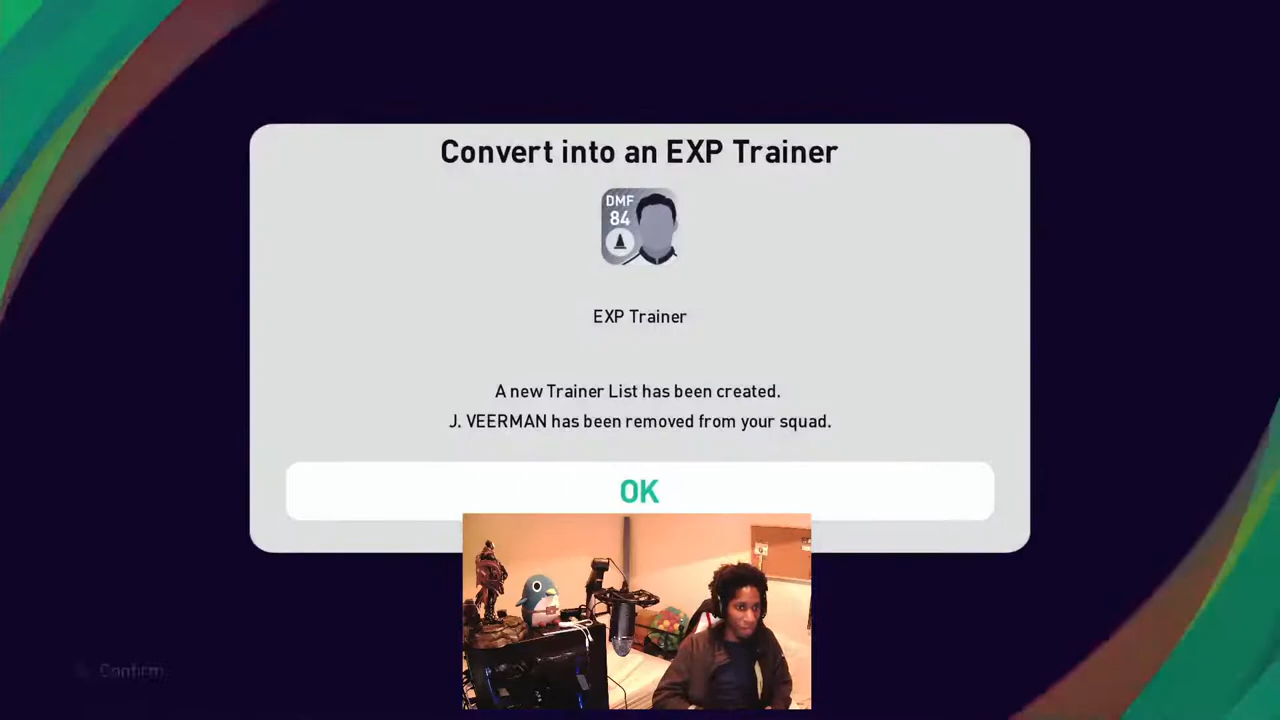 Convert into an EXP Trainer
DMF
84
EXP Trainer
A new Trainer List has been created.
J. VEERMAN has been removed from your squad.
OK
Confirm